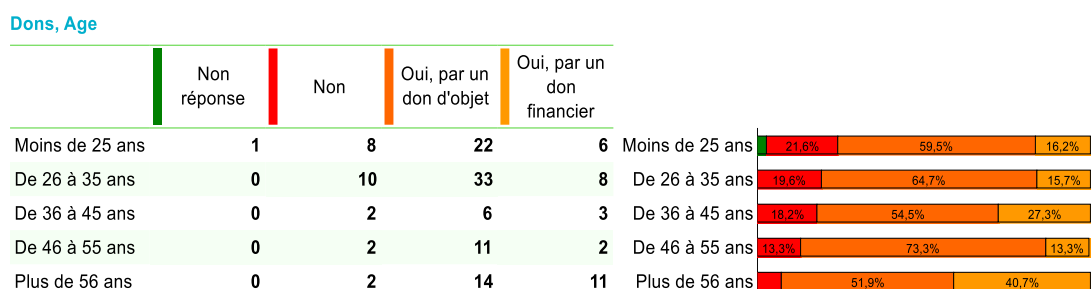 Dons, Age
Non réponse
Non
Oui, par un don d'objet
Oui, par un don financier
Moins de 25 ans 1 8 22 6
De 26 à 35 ans 0 10 33 8
De 36 à 45 ans 0 2 6 3
De 46 à 55 ans 0 2 11 2
Plus de 56 ans 0 2 14 11
Moins de 25 ans 21,6% 59,5% 16,2%
De 26 à 35 ans 19,6% 64,7% 15,7%
De 36 à 45 ans 18,2% 54,5% 27,3%
De 46 à 55 ans 13,3% 73,3% 13,3%
Plus de 56 ans 51,9% 40,7%